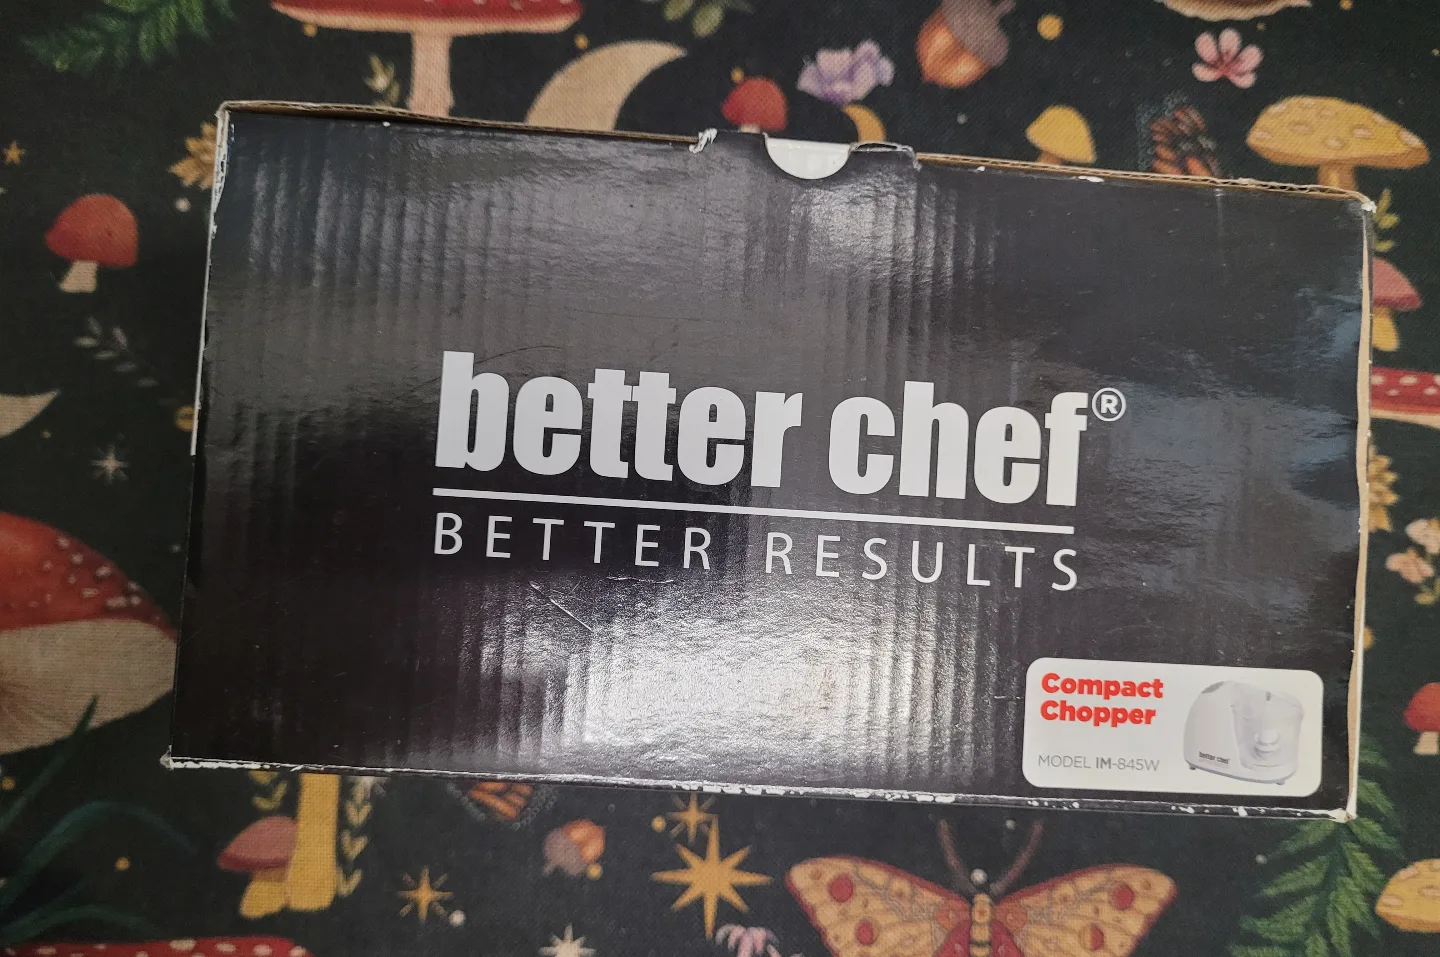 better chef®
BETTER RESULTS
Compact
Chopper
MODEL IM-845W
better chef